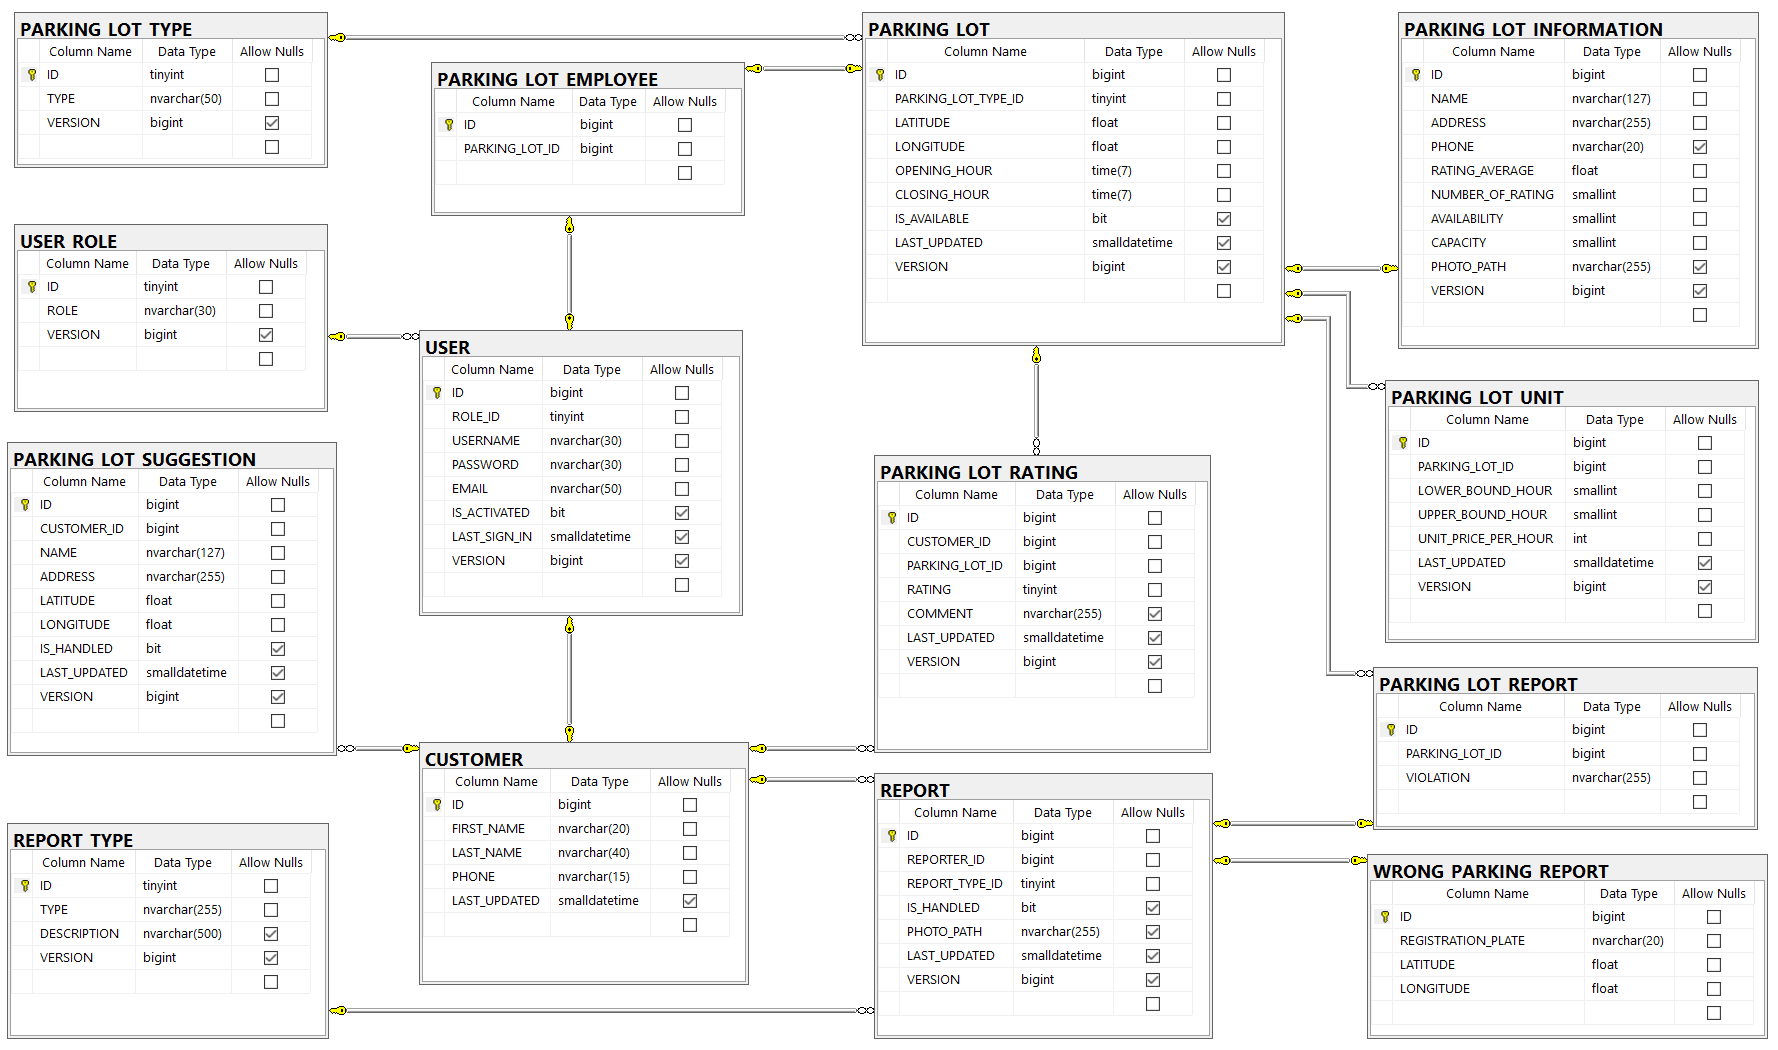 PARKING LOT TYPE
Column Name Data Type Allow Nulls
ID tinyint
TYPE nvarchar(50)
VERSION bigint
PARKING LOT EMPLOYEE
Column Name Data Type Allow Nulls
ID bigint
PARKING_LOT_ID bigint
PARKING LOT
Column Name Data Type Allow Nulls
ID bigint
PARKING_LOT_TYPE_ID tinyint
LATITUDE float
LONGITUDE float
OPENING_HOUR time(7)
CLOSING_HOUR time(7)
IS_AVAILABLE bit
LAST_UPDATED smalldatetime
VERSION bigint
PARKING LOT INFORMATION
Column Name Data Type Allow Nulls
ID bigint
NAME nvarchar(127)
ADDRESS nvarchar(255)
PHONE nvarchar(20)
RATING_AVERAGE float
NUMBER_OF_RATING smallint
AVAILABILITY smallint
CAPACITY smallint
PHOTO_PATH nvarchar(255)
VERSION bigint
USER ROLE
Column Name Data Type Allow Nulls
ID tinyint
ROLE nvarchar(30)
VERSION bigint
USER
Column Name Data Type Allow Nulls
ID bigint
ROLE_ID tinyint
USERNAME nvarchar(30)
PASSWORD nvarchar(30)
EMAIL nvarchar(50)
IS_ACTIVATED bit
LAST_SIGN_IN smalldatetime
VERSION bigint
PARKING LOT UNIT
Column Name Data Type Allow Nulls
ID bigint
PARKING_LOT_ID bigint
LOWER_BOUND_HOUR smallint
UPPER_BOUND_HOUR smallint
UNIT_PRICE_PER_HOUR int
LAST_UPDATED smalldatetime
VERSION bigint
PARKING LOT SUGGESTION
Column Name Data Type Allow Nulls
ID bigint
CUSTOMER_ID bigint
NAME nvarchar(127)
ADDRESS nvarchar(255)
LATITUDE float
LONGITUDE float
IS_HANDLED bit
LAST_UPDATED smalldatetime
VERSION bigint
PARKING LOT RATING
Column Name Data Type Allow Nulls
ID bigint
CUSTOMER_ID bigint
PARKING_LOT_ID bigint
RATING tinyint
COMMENT nvarchar(255)
LAST_UPDATED smalldatetime
VERSION bigint
PARKING LOT REPORT
Column Name Data Type Allow Nulls
ID bigint
PARKING_LOT_ID bigint
VIOLATION nvarchar(255)
CUSTOMER
Column Name Data Type Allow Nulls
ID bigint
FIRST_NAME nvarchar(20)
LAST_NAME nvarchar(40)
PHONE nvarchar(15)
LAST_UPDATED smalldatetime
REPORT
Column Name Data Type Allow Nulls
ID bigint
REPORTER_ID bigint
REPORT_TYPE_ID tinyint
IS_HANDLED bit
PHOTO_PATH nvarchar(255)
LAST_UPDATED smalldatetime
VERSION bigint
REPORT TYPE
Column Name Data Type Allow Nulls
ID tinyint
TYPE nvarchar(255)
DESCRIPTION nvarchar(500)
VERSION bigint
WRONG PARKING REPORT
Column Name Data Type Allow Nulls
ID bigint
REGISTRATION_PLATE nvarchar(20)
LATITUDE float
LONGITUDE float